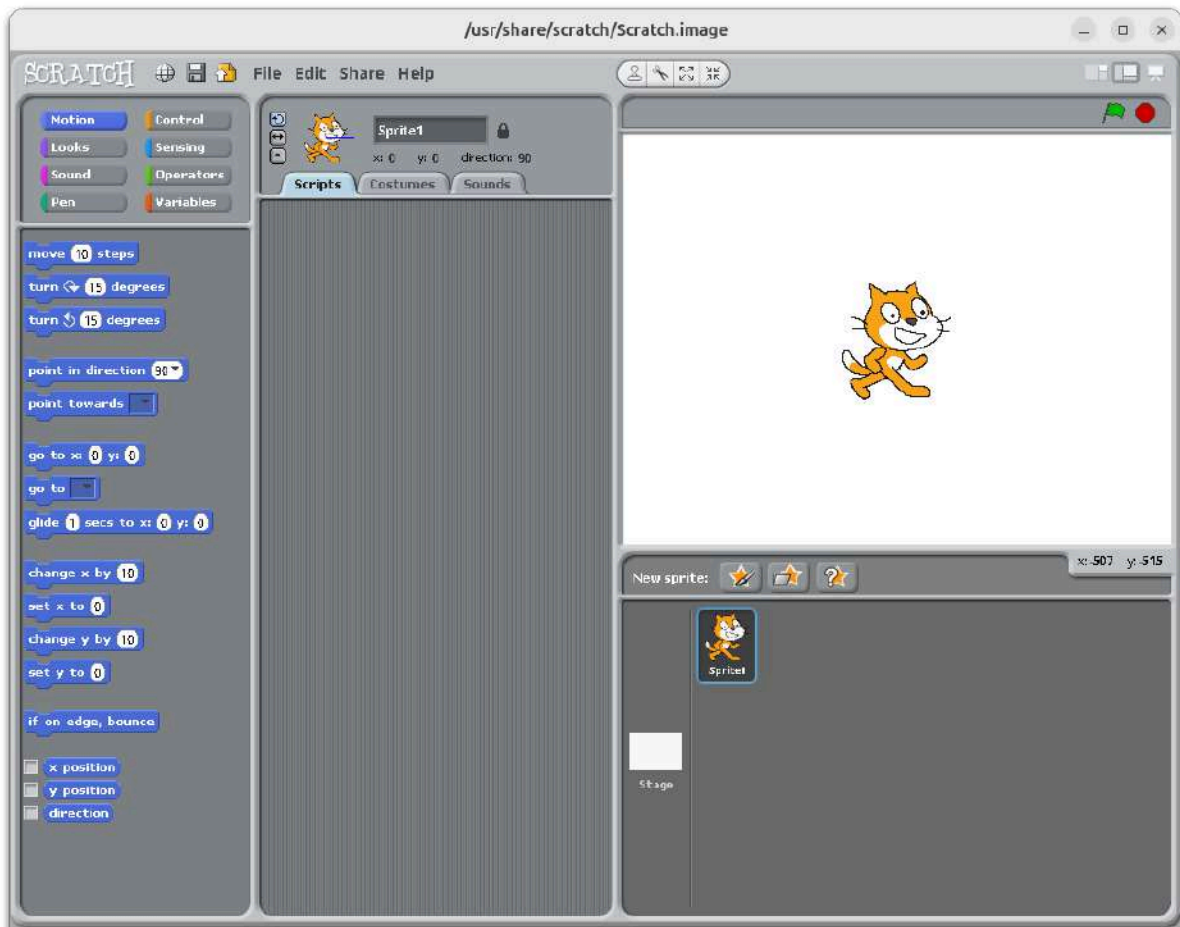 /usr/share/scratch/Scratch.image
SCRATCH File Edit Share Help
Motion Control
Looks Sensing
Sound Operators
Pen Variables
Sprite1
x: 0 y: 0 direction: 90
Scripts Costumes Sounds
move 10 steps
turn 15 degrees
turn 15 degrees
point in direction 90
point towards
go to x: 0 y: 0
go to
glide 1 secs to x: 0 y: 0
change x by 10
set x to 0
change y by 10
set y to 0
if on edge, bounce
x position
y position
direction
x: -507 y: -515
New sprite:
Sprite1
Stage